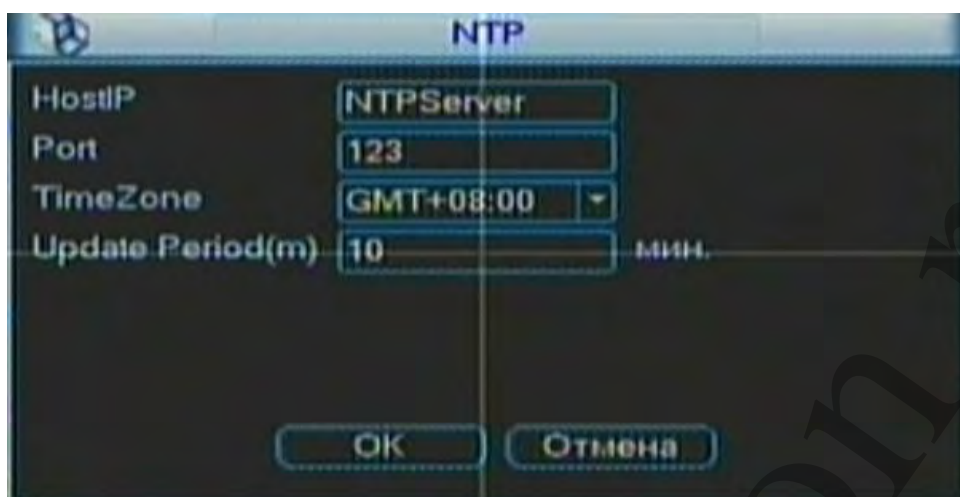 NTP
HostIP NTPServer
Port 123
TimeZone GMT+08:00
Update Period(m) 10 мин.
OK Отмена